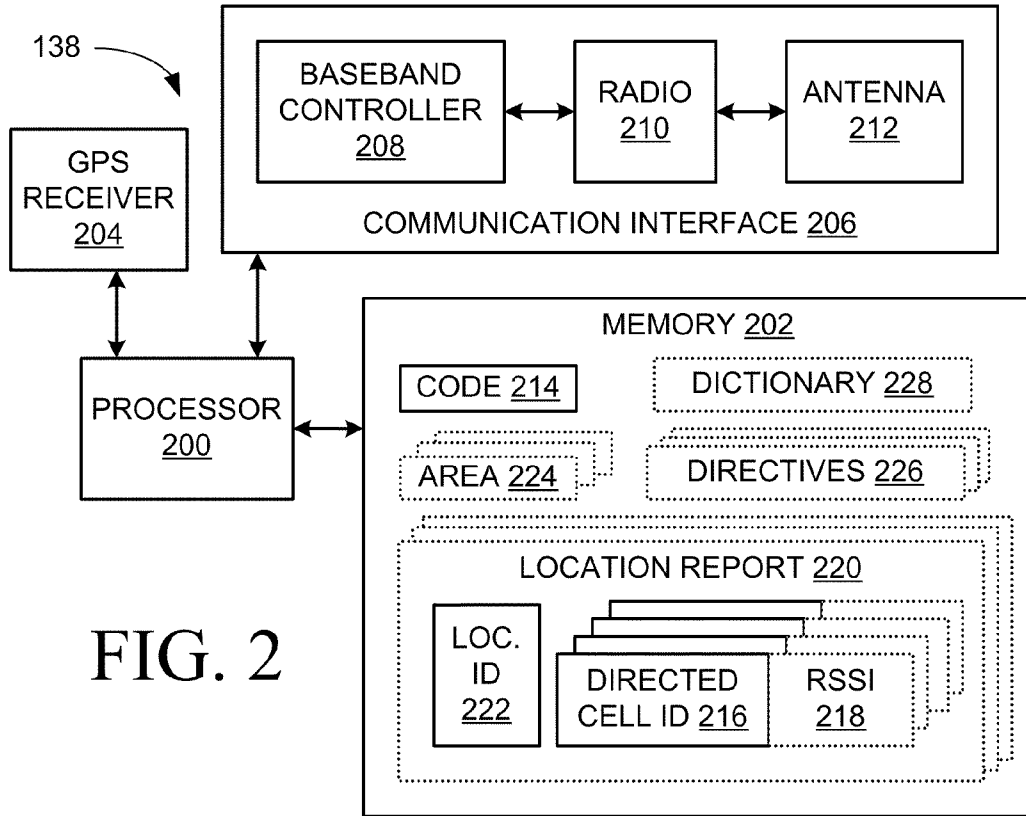 138
GPS
RECEIVER
204
BASEBAND
CONTROLLER
208
RADIO
210
ANTENNA
212
COMMUNICATION INTERFACE 206
PROCESSOR
200
MEMORY 202
CODE 214
DICTIONARY 228
AREA 224
DIRECTIVES 226
LOCATION REPORT 220
LOC.
ID
222
DIRECTED
CELL ID 216
RSSI
218
FIG. 2